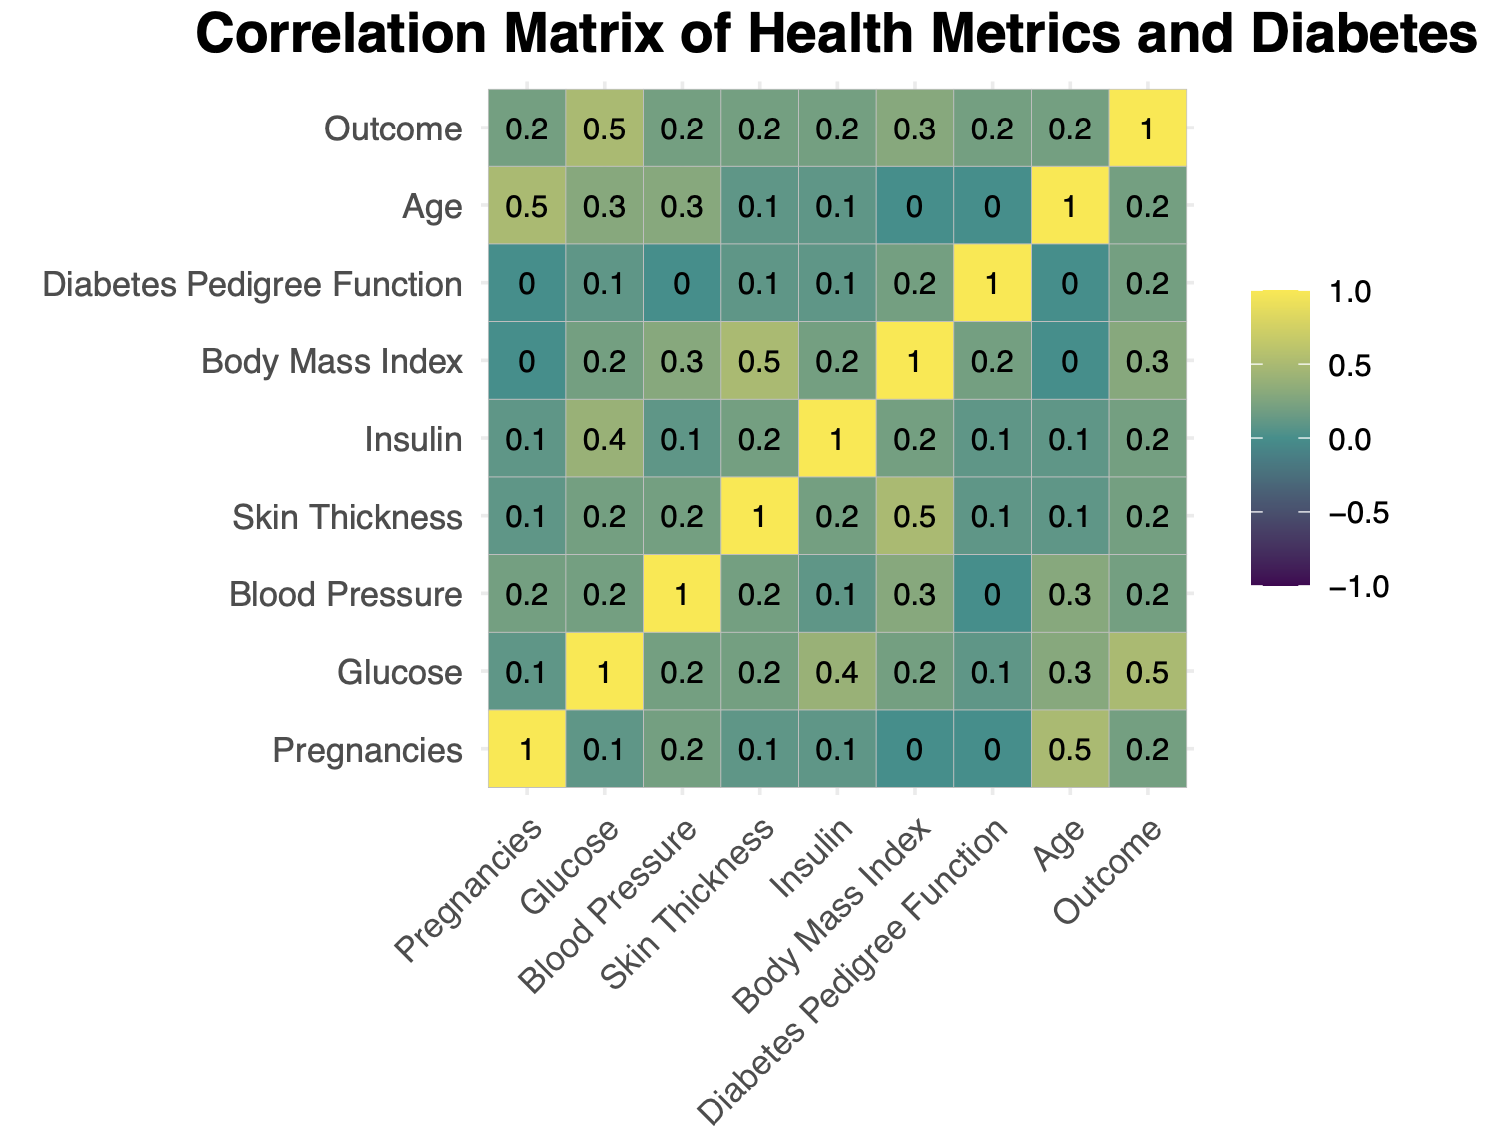 Correlation Matrix of Health Metrics and Diabetes
Outcome 0.2 0.5 0.2 0.2 0.2 0.3 0.2 0.2 1
Age 0.5 0.3 0.3 0.1 0.1 0 0 1 0.2
Diabetes Pedigree Function 0 0.1 0 0.1 0.1 0.2 1 0 0.2
Body Mass Index 0 0.2 0.3 0.5 0.2 1 0.2 0 0.3
Insulin 0.1 0.4 0.1 0.2 1 0.2 0.1 0.1 0.2
Skin Thickness 0.1 0.2 0.2 1 0.2 0.5 0.1 0.1 0.2
Blood Pressure 0.2 0.2 1 0.2 0.1 0.3 0 0.3 0.2
Glucose 0.1 1 0.2 0.2 0.4 0.2 0.1 0.3 0.5
Pregnancies 1 0.1 0.2 0.1 0.1 0 0 0.5 0.2
Pregnancies
Glucose
Blood Pressure
Skin Thickness
Insulin
Body Mass Index
Diabetes Pedigree Function
Age
Outcome
1.0
0.5
0.0
−0.5
−1.0